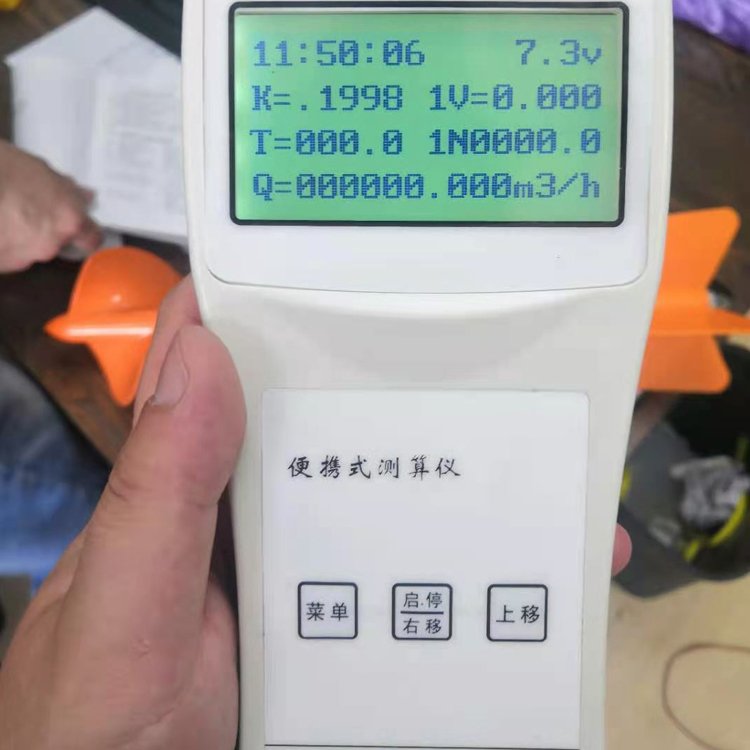 11:50:06 7.3v
K=.1998 1V=0.000
T=000.0 1N0000.0
Q=000000.000m3/h
便携式测算仪
菜单
启.停
右移
上移